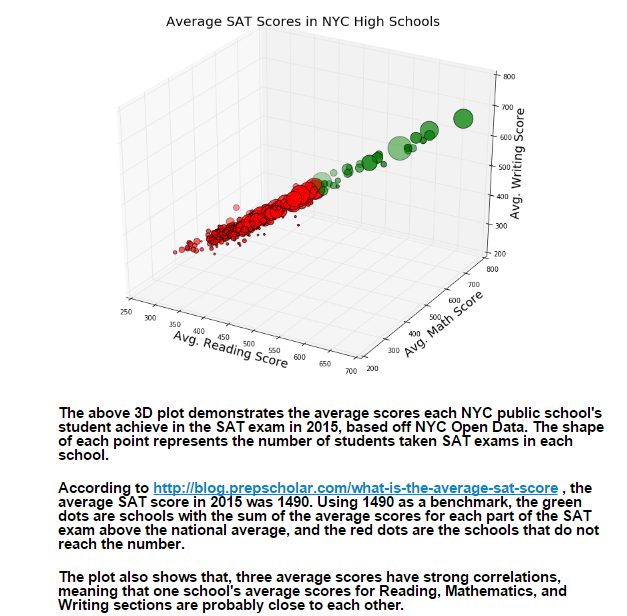 Average SAT Scores in NYC High Schools
800
700
600
500
400
300
200
Avg. Writing Score
250
300
350
400
450
500
550
600
650
700
Avg. Reading Score
200
300
400
500
600
700
800
Avg. Math Score
The above 3D plot demonstrates the average scores each NYC public school's
student achieve in the SAT exam in 2015, based off NYC Open Data. The shape
of each point represents the number of students taken SAT exams in each
school.
According to http://blog.prepscholar.com/what-is-the-average-sat-score , the
average SAT score in 2015 was 1490. Using 1490 as a benchmark, the green
dots are schools with the sum of the average scores for each part of the SAT
exam above the national average, and the red dots are the schools that do not
reach the number.
The plot also shows that, three average scores have strong correlations,
meaning that one school's average scores for Reading, Mathematics, and
Writing sections are probably close to each other.